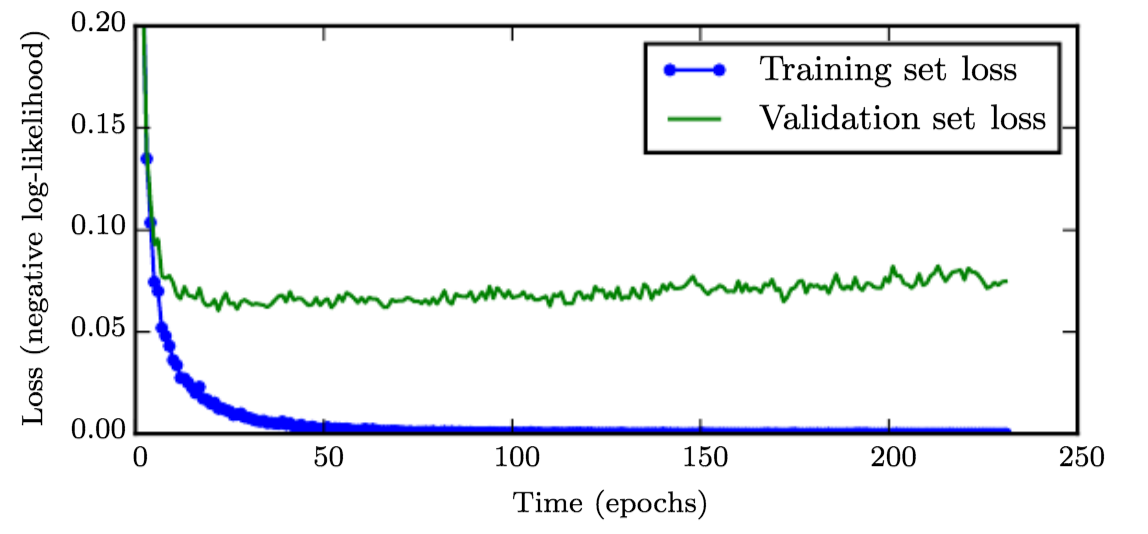 Loss (negative log-likelihood)
0.20
0.15
0.10
0.05
0.00
Training set loss
Validation set loss
0
50
100
150
200
250
Time (epochs)